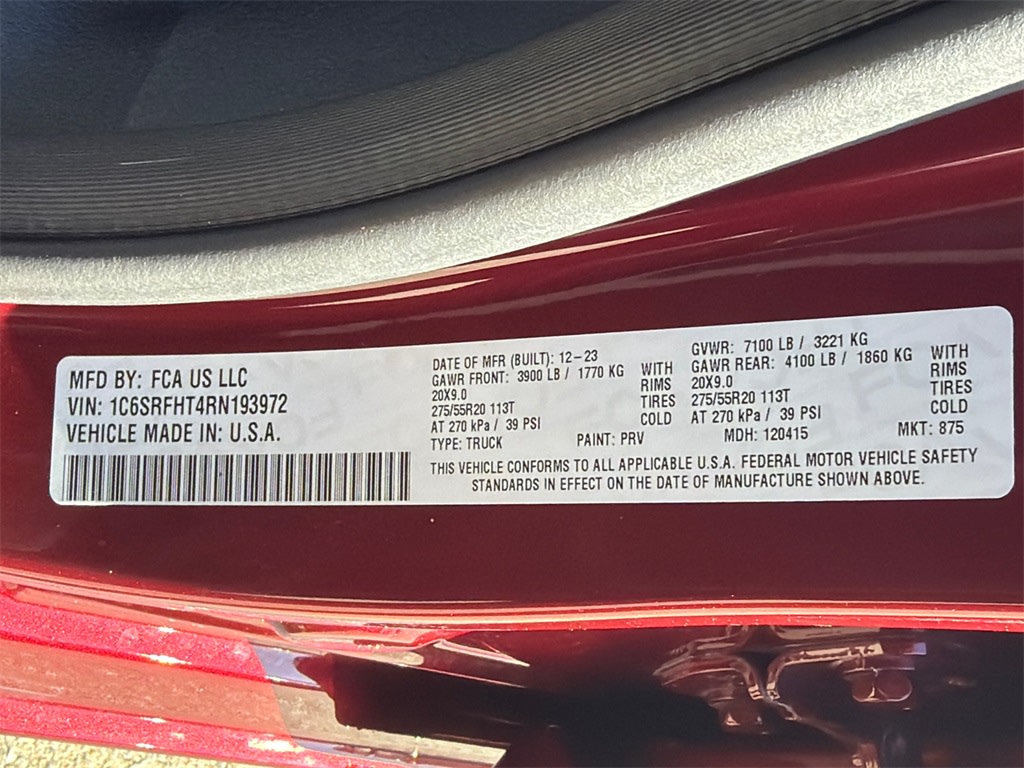 MFD BY: FCA US LLC
VIN: 1C6SRFHT4RN193972
VEHICLE MADE IN: U.S.A.
DATE OF MFR (BUILT): 12-23
GAWR FRONT: 3900 LB / 1770 KG WITH
20X9.0 RIMS
275/55R20 113T TIRES
AT 270 kPa / 39 PSI COLD
TYPE: TRUCK PAINT: PRV
GVWR: 7100 LB / 3221 KG
GAWR REAR: 4100 LB / 1860 KG WITH
20X9.0 RIMS
275/55R20 113T TIRES
AT 270 kPa / 39 PSI COLD
MDH: 120415 MKT: 875
THIS VEHICLE CONFORMS TO ALL APPLICABLE U.S.A. FEDERAL MOTOR VEHICLE SAFETY
STANDARDS IN EFFECT ON THE DATE OF MANUFACTURE SHOWN ABOVE.